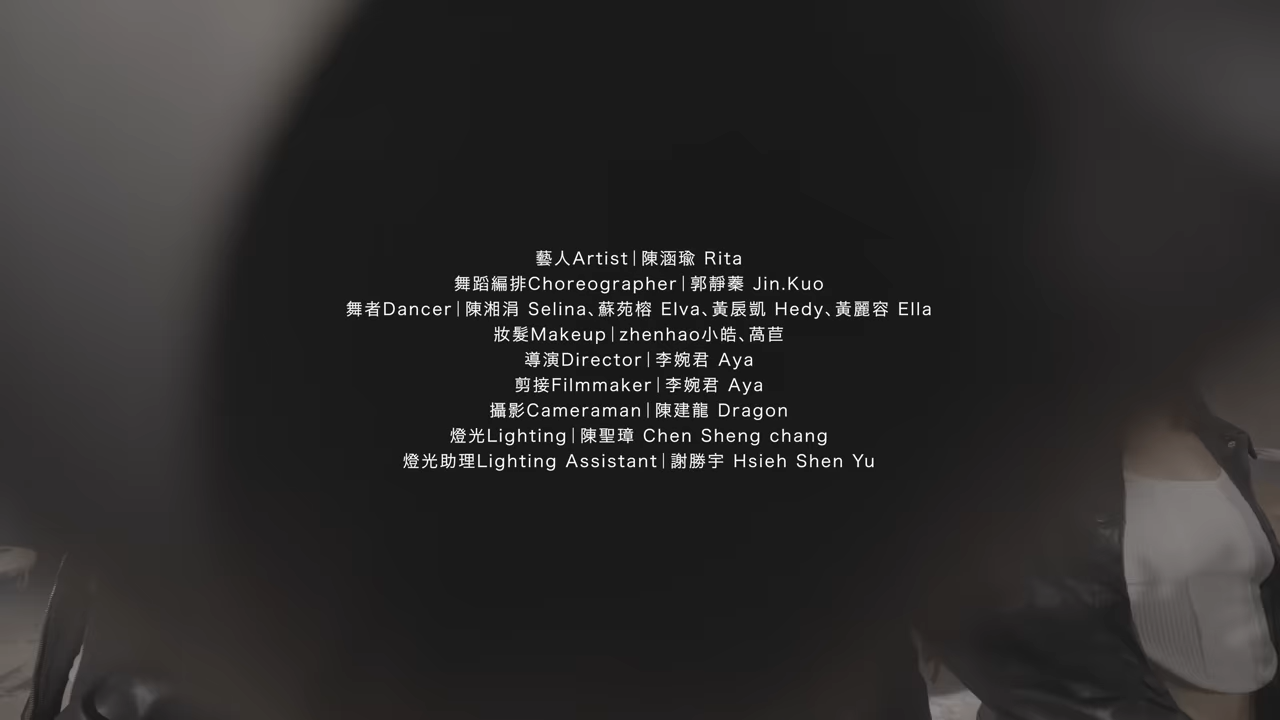 藝人Artist|陳涵瑜 Rita
舞蹈編排Choreographer|郭靜蓁 Jin.Kuo
舞者Dancer|陳湘涓 Selina、蘇苑榕 Elva、黃扆凱 Hedy、黃麗容 Ella
妝髮Makeup|zhenhao小皓、萵苣
導演Director|李婉君 Aya
剪接Filmmaker|李婉君 Aya
攝影Cameraman|陳建龍 Dragon
燈光Lighting|陳聖璋 Chen Sheng chang
燈光助理Lighting Assistant|謝勝宇 Hsieh Shen Yu